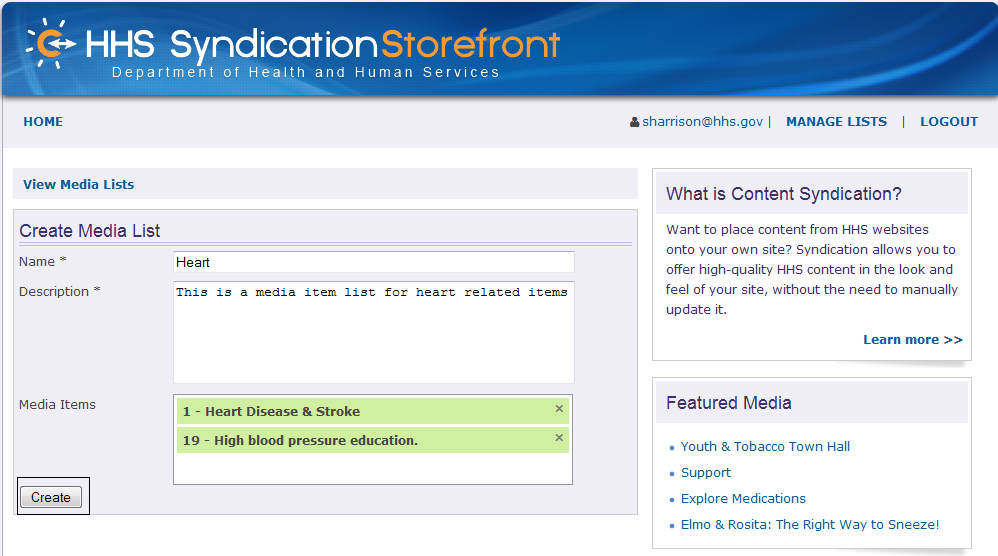 HHS SyndicationStorefront
Department of Health and Human Services
HOME
sharrison@hhs.gov | MANAGE LISTS | LOGOUT
View Media Lists
Create Media List
Name *
Heart
Description *
This is a media item list for heart related items
Media Items
1 - Heart Disease & Stroke ×
19 - High blood pressure education. ×
Create
What is Content Syndication?
Want to place content from HHS websites
onto your own site? Syndication allows you to
offer high-quality HHS content in the look and
feel of your site, without the need to manually
update it.
Learn more >>
Featured Media
• Youth & Tobacco Town Hall
• Support
• Explore Medications
• Elmo & Rosita: The Right Way to Sneeze!